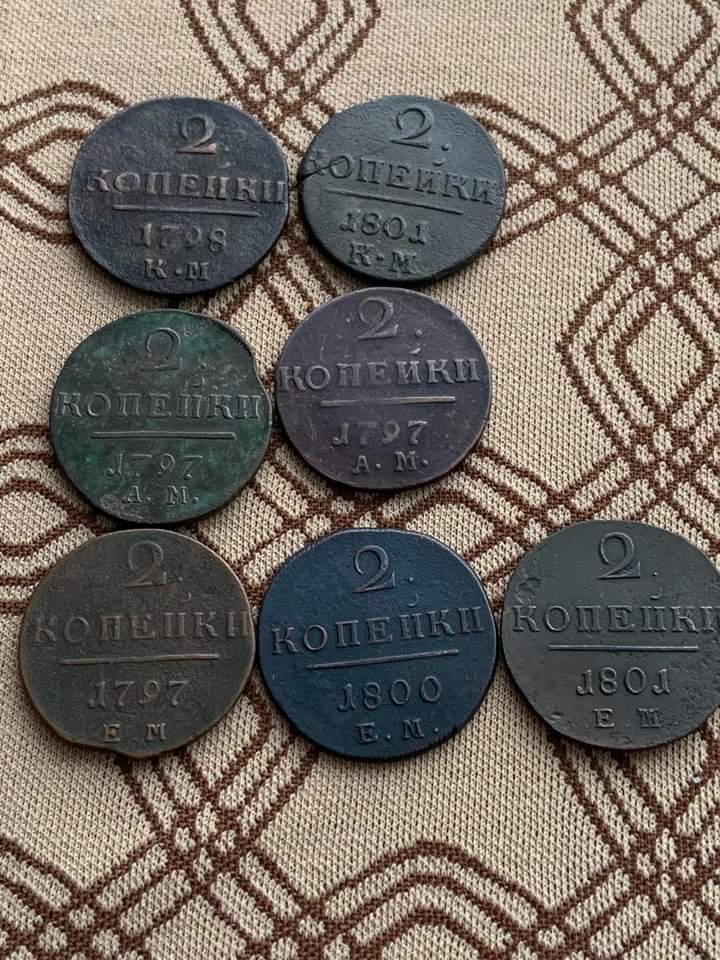 2
КОПЕЙКИ
1798
К·М
2
КОПЕЙКИ
1801
К·М
2
КОПЕЙКИ
1797
А.М.
2
КОПЕЙКИ
1797
А.М.
2
КОПЕЙКИ
1797
Е М
2
КОПЕЙКИ
1800
Е.М.
2
КОПЕЙКИ
1801
Е М